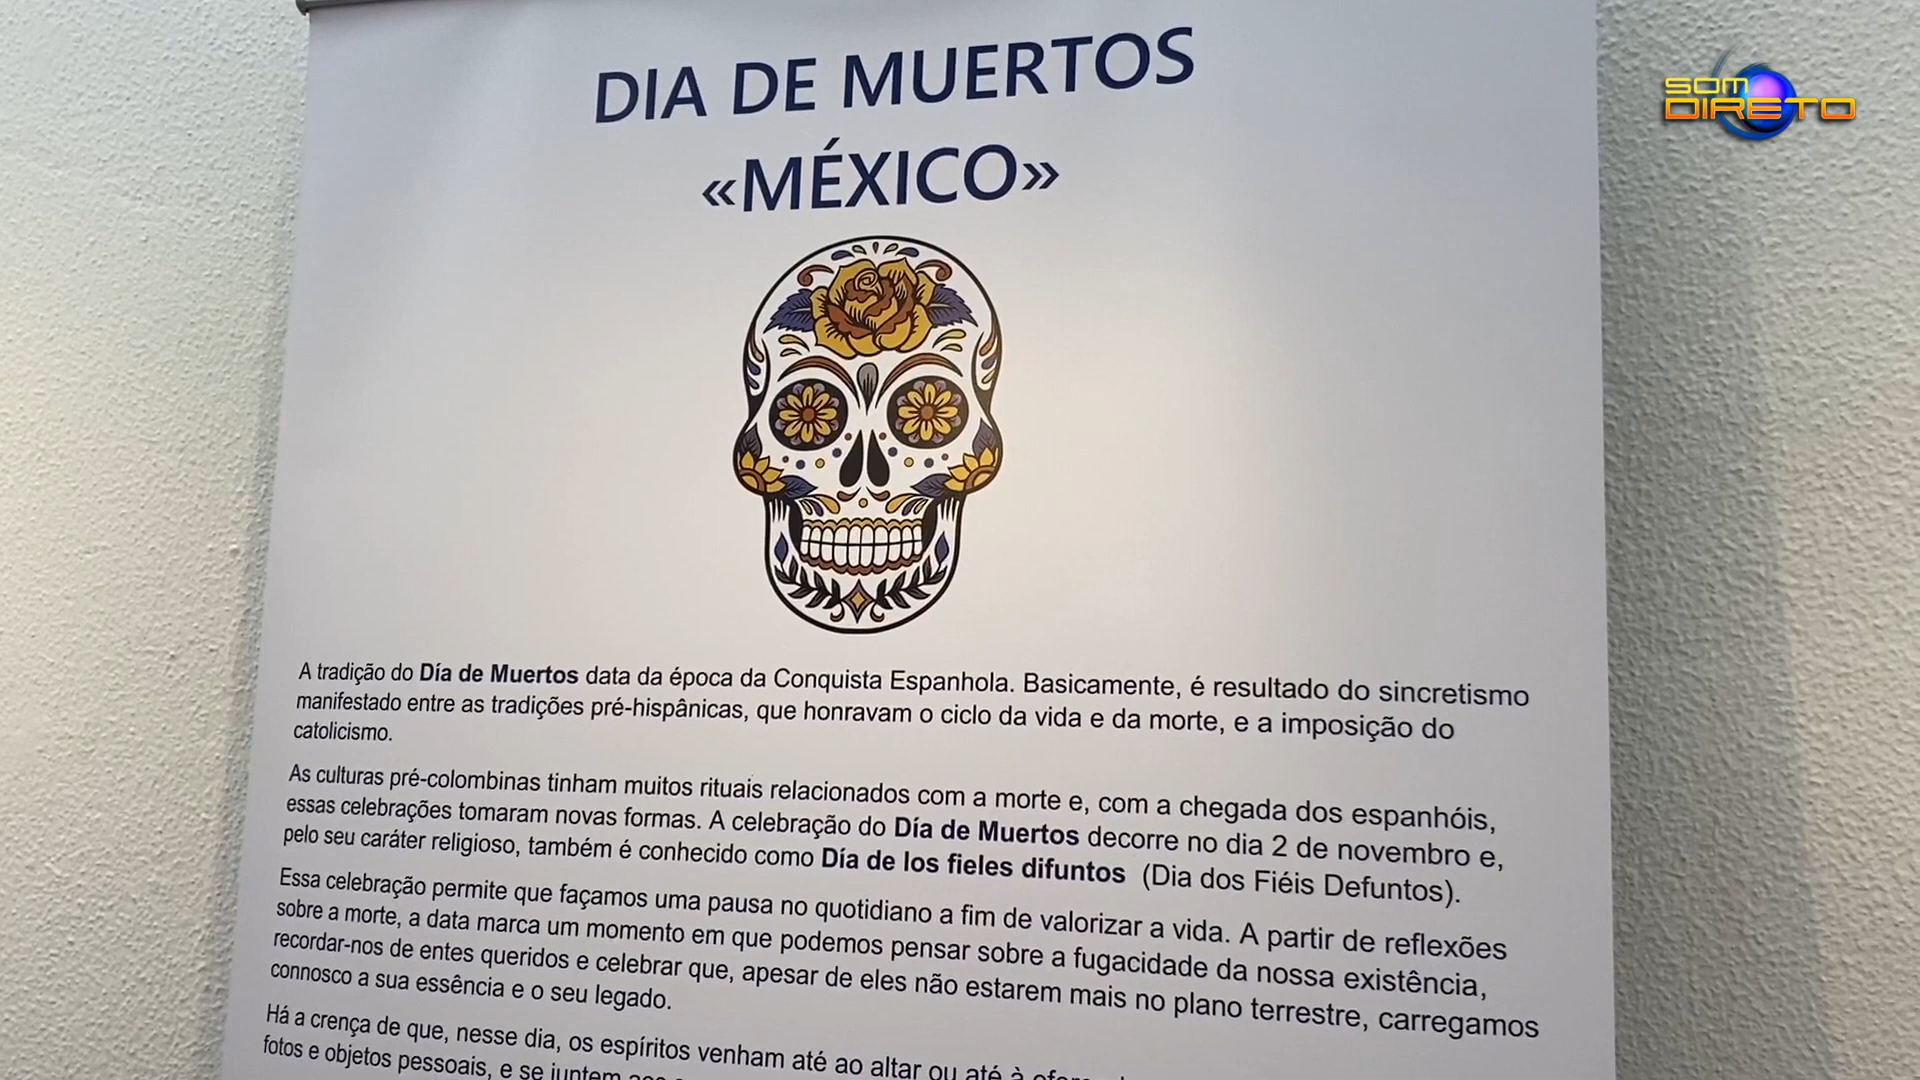 DIA DE MUERTOS
«MÉXICO»
SOM
DIRETO
A tradição do Día de Muertos data da época da Conquista Espanhola. Basicamente, é resultado do sincretismo
manifestado entre as tradições pré-hispânicas, que honravam o ciclo da vida e da morte, e a imposição do
catolicismo.
As culturas pré-colombinas tinham muitos rituais relacionados com a morte e, com a chegada dos espanhóis,
essas celebrações tomaram novas formas. A celebração do Día de Muertos decorre no dia 2 de novembro e,
pelo seu caráter religioso, também é conhecido como Día de los fieles difuntos (Dia dos Fiéis Defuntos).
Essa celebração permite que façamos uma pausa no quotidiano a fim de valorizar a vida. A partir de reflexões
sobre a morte, a data marca um momento em que podemos pensar sobre a fugacidade da nossa existência,
recordar-nos de entes queridos e celebrar que, apesar de eles não estarem mais no plano terrestre, carregamos
connosco a sua essência e o seu legado.
Há a crença de que, nesse dia, os espíritos venham até ao altar ou até à
fotos e objetos pessoais, e se juntem